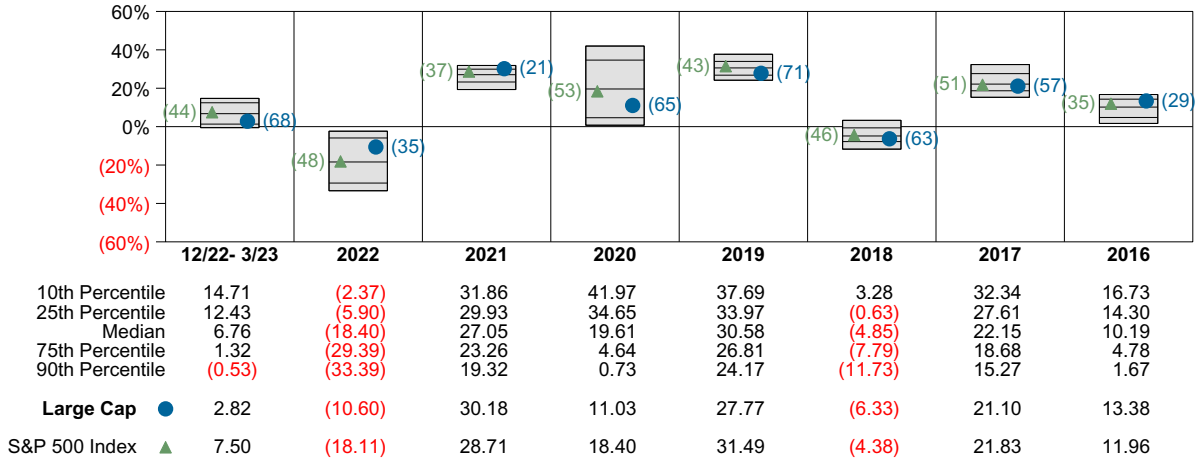 60%
40%
20%
0%
(20%)
(40%)
(60%)
(44) (68)
(48) (35)
(37) (21)
(53) (65)
(43) (71)
(46) (63)
(51) (57)
(35) (29)
12/22- 3/23 2022 2021 2020 2019 2018 2017 2016
10th Percentile 14.71 (2.37) 31.86 41.97 37.69 3.28 32.34 16.73
25th Percentile 12.43 (5.90) 29.93 34.65 33.97 (0.63) 27.61 14.30
Median 6.76 (18.40) 27.05 19.61 30.58 (4.85) 22.15 10.19
75th Percentile 1.32 (29.39) 23.26 4.64 26.81 (7.79) 18.68 4.78
90th Percentile (0.53) (33.39) 19.32 0.73 24.17 (11.73) 15.27 1.67
Large Cap 2.82 (10.60) 30.18 11.03 27.77 (6.33) 21.10 13.38
S&P 500 Index 7.50 (18.11) 28.71 18.40 31.49 (4.38) 21.83 11.96